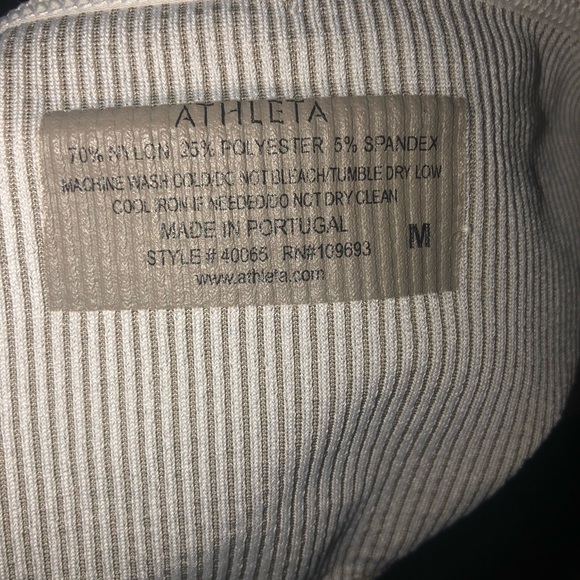 ATHLETA
70% NYLON 25% POLYESTER 5% SPANDEX
MACHINE WASH COLD/DO NOT BLEACH/TUMBLE DRY LOW
COOL IRON IF NEEDED/DO NOT DRY CLEAN
MADE IN PORTUGAL
STYLE # 40065 RN#109693
M
www.athleta.com